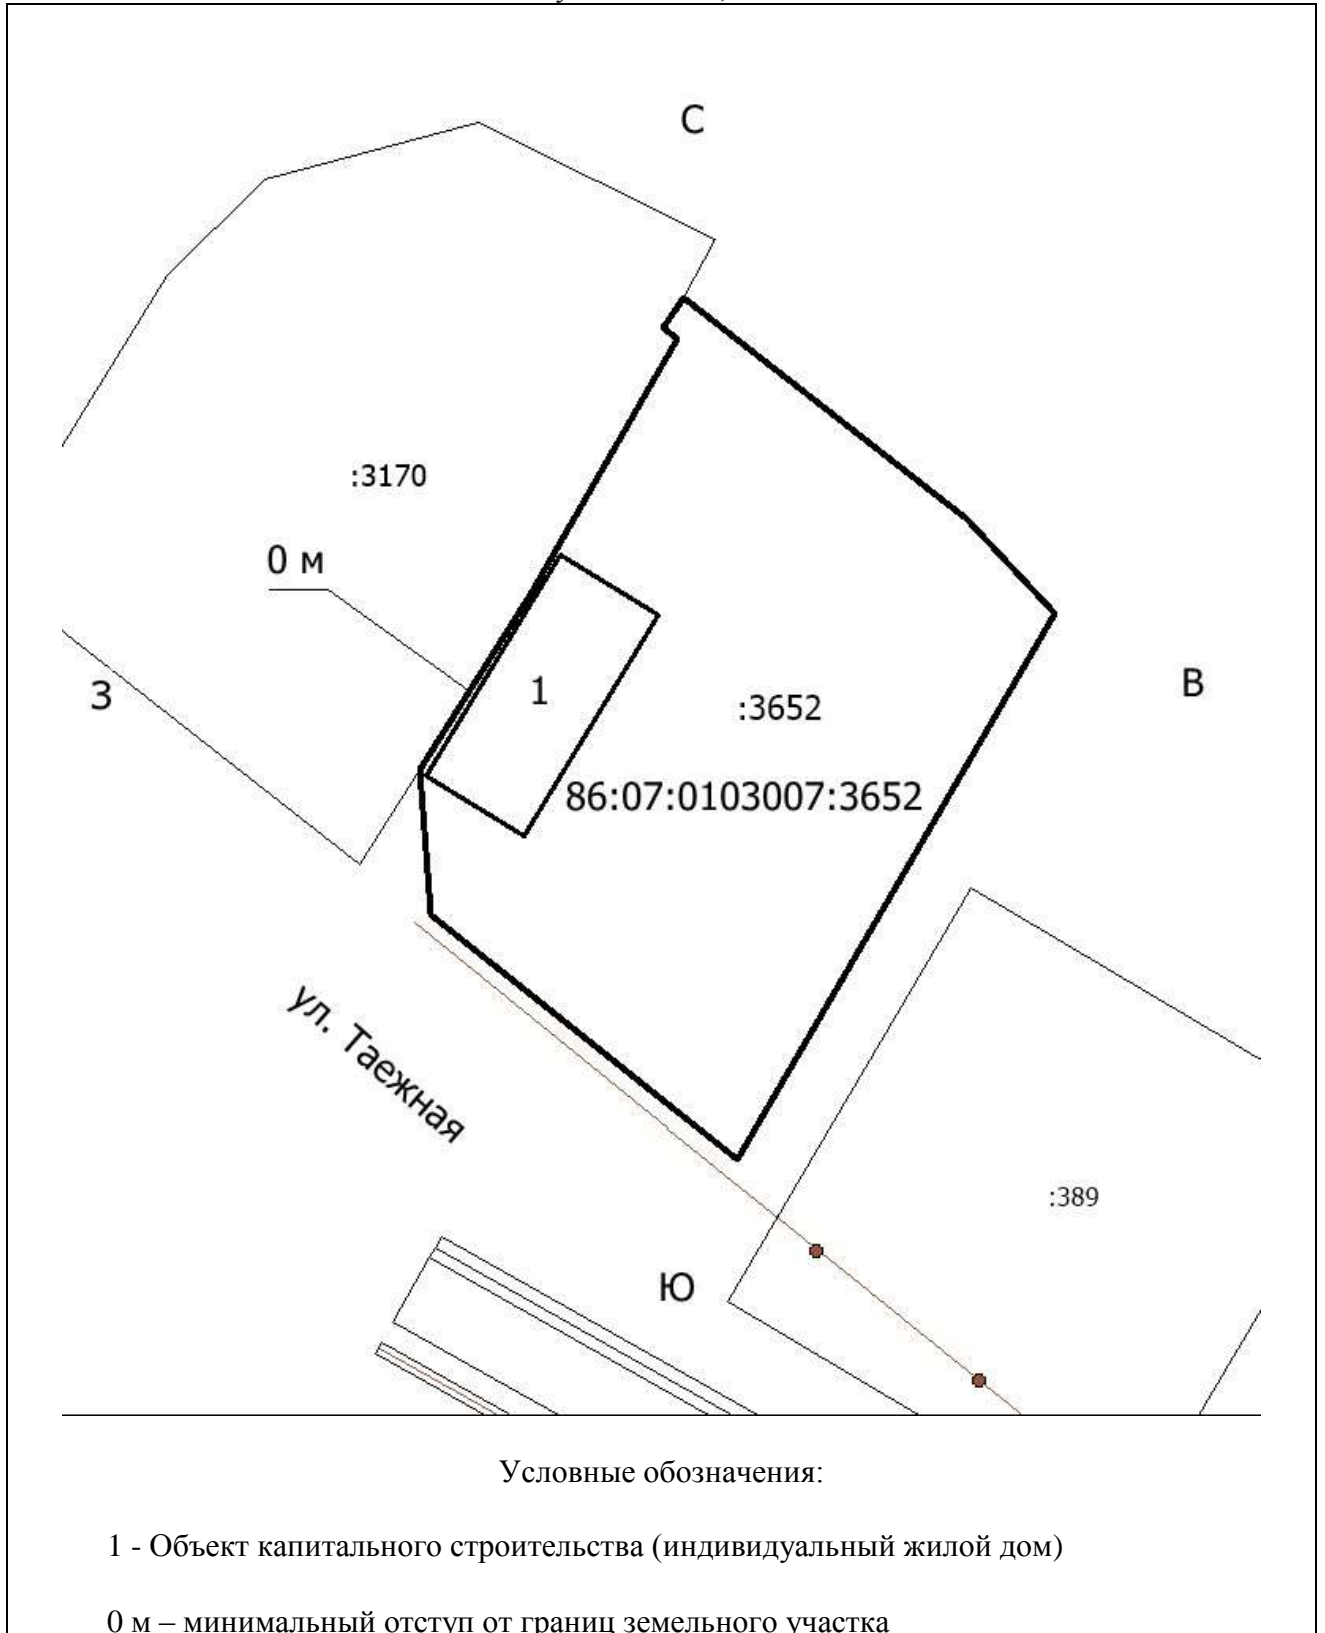 С
:3170
0 м
З
1
:3652
В
86:07:0103007:3652
ул. Таежная
:389
Ю
Условные обозначения:
1 - Объект капитального строительства (индивидуальный жилой дом)
0 м – минимальный отступ от границ земельного участка